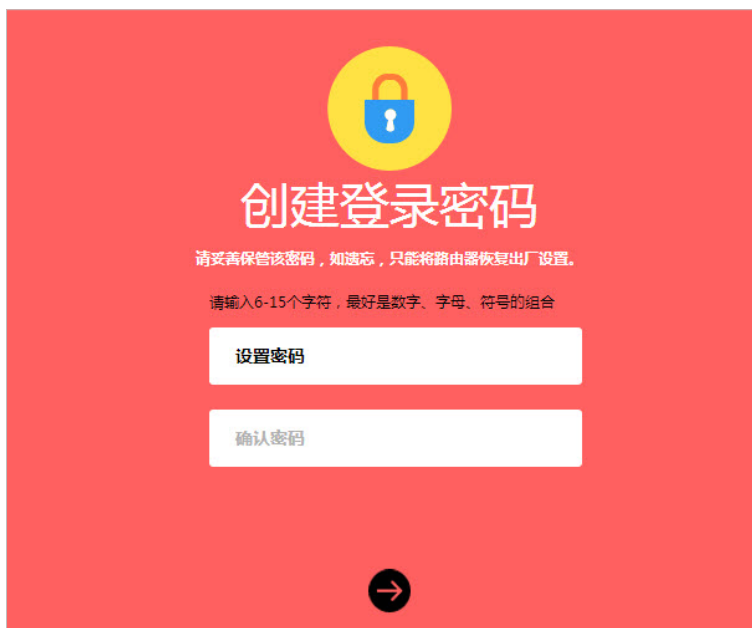 创建登录密码
请妥善保管该密码，如遗忘，只能将路由器恢复出厂设置。
请输入6-15个字符，最好是数字、字母、符号的组合
设置密码
确认密码